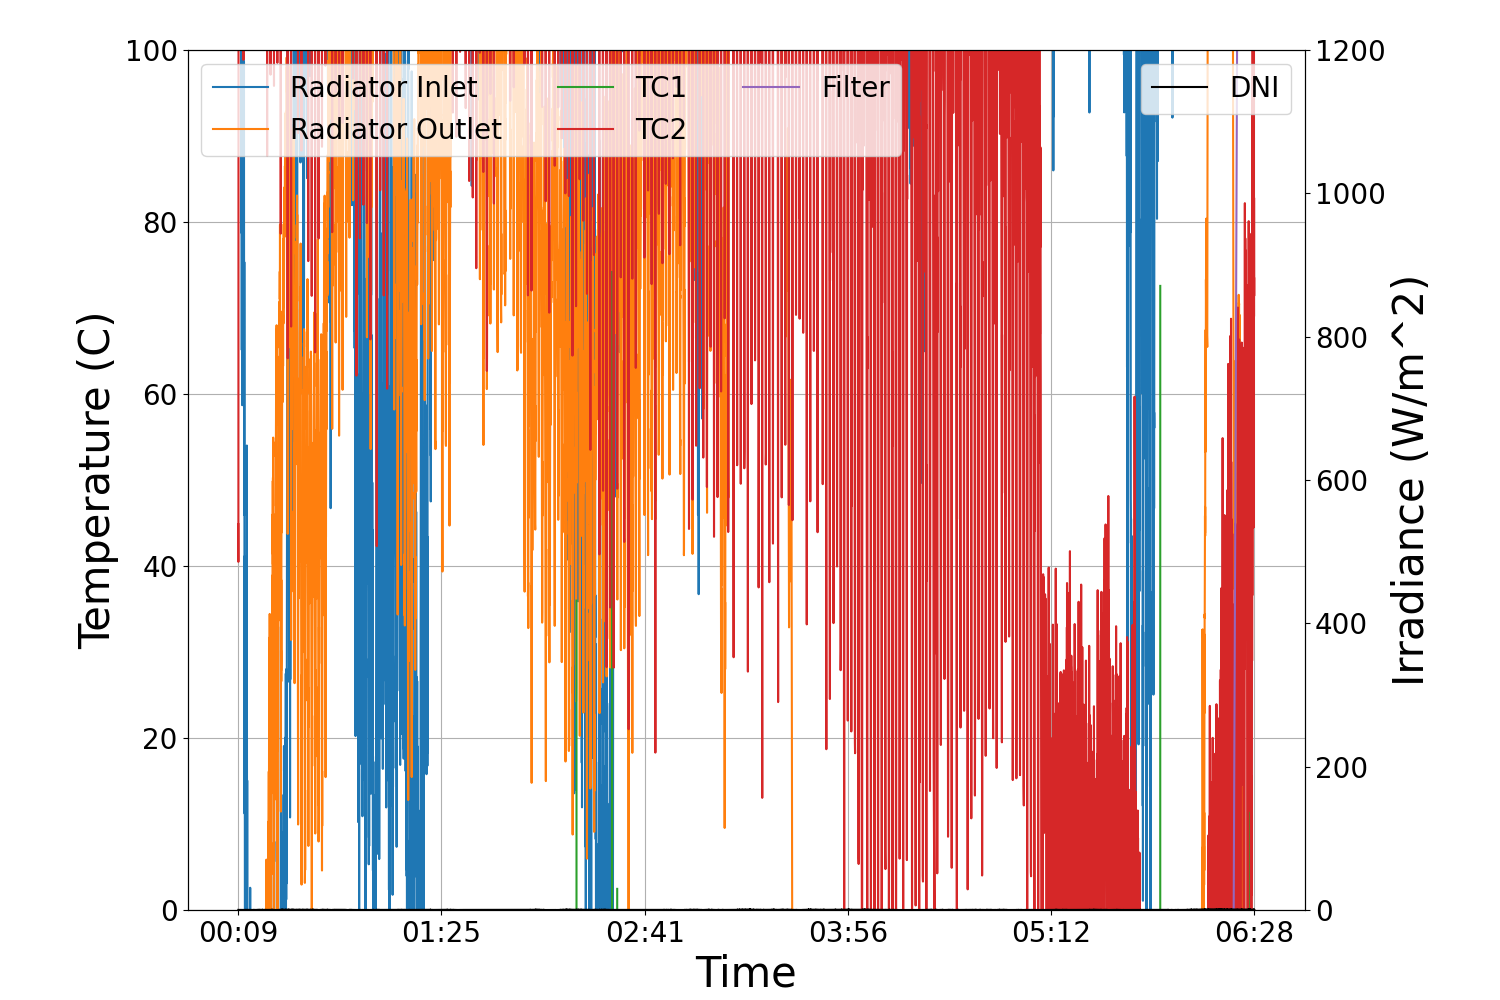 Radiator Inlet
Radiator Outlet
TC1
TC2
Filter
DNI
100
80
60
40
20
0
Temperature (C)
1200
1000
800
600
400
200
0
Irradiance (W/m^2)
00:09 01:25 02:41 03:56 05:12 06:28
Time